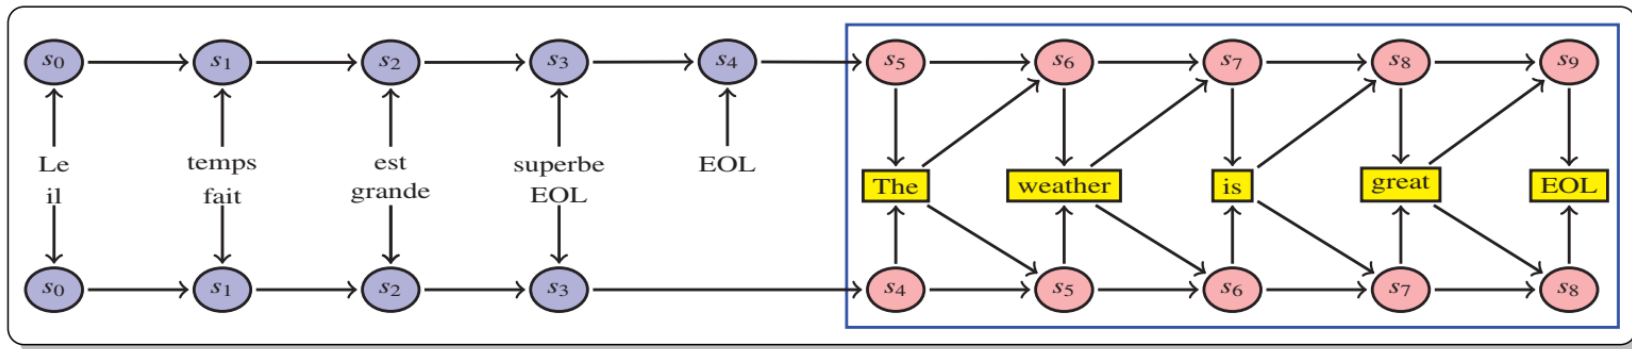 s₀ s₁ s₂ s₃ s₄ s₅ s₆ s₇ s₈ s₉
Le temps est superbe EOL
il fait grande EOL
The weather is great EOL
s₀ s₁ s₂ s₃ s₄ s₅ s₆ s₇ s₈